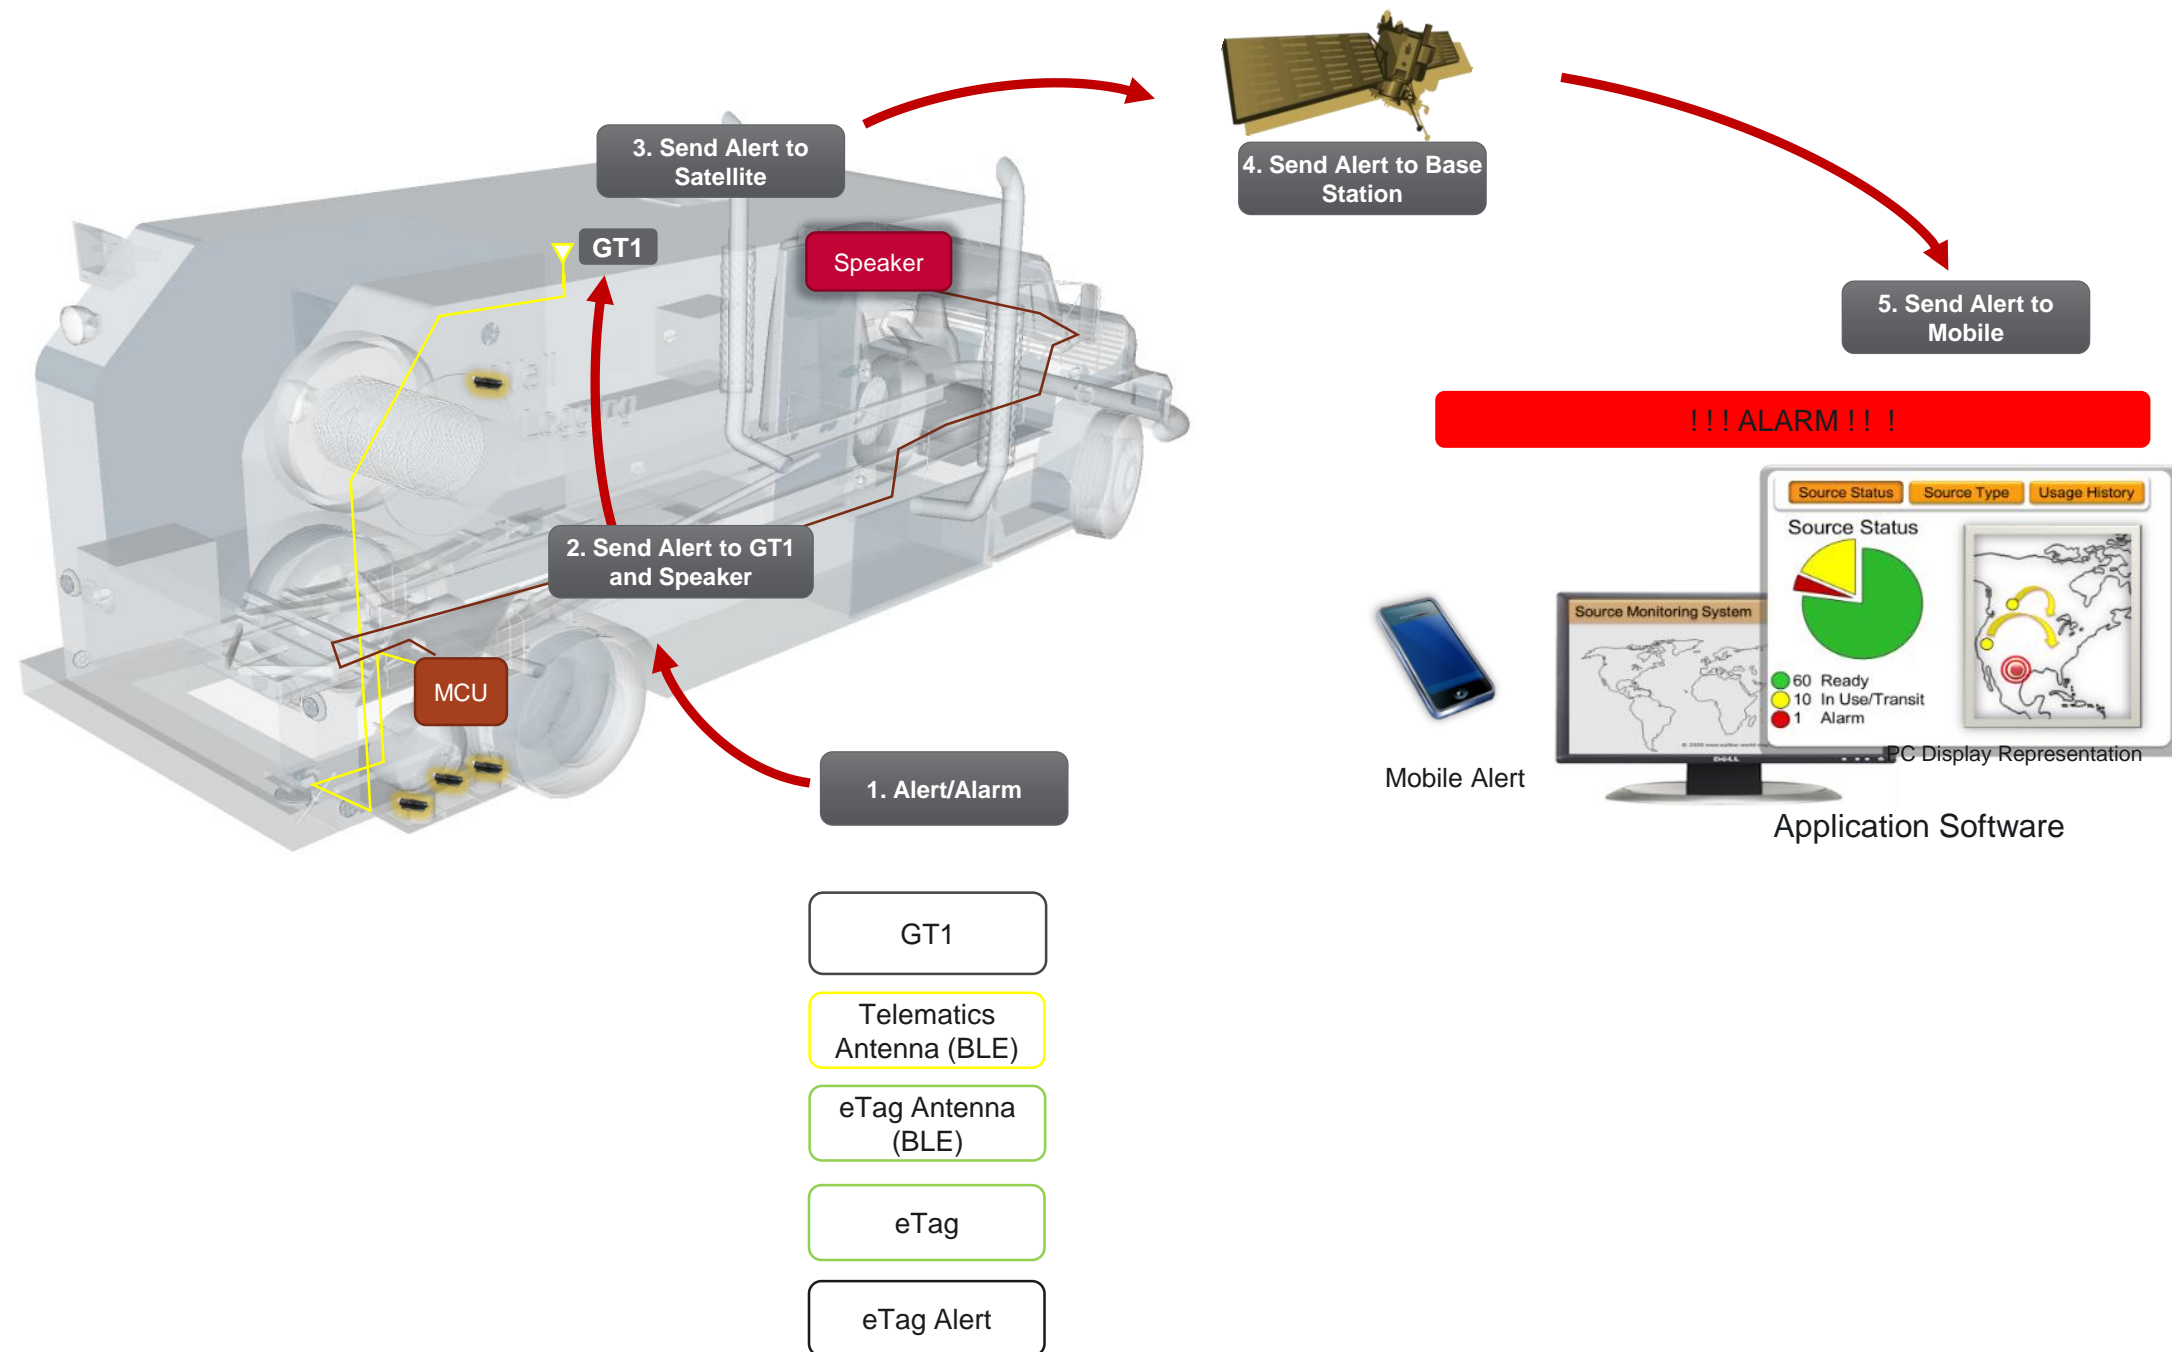 3. Send Alert to
Satellite
4. Send Alert to Base
Station
GT1
Speaker
5. Send Alert to
Mobile
! ! ! ALARM ! ! !
Source Status
Source Type
Usage History
Source Status
60 Ready
10 In Use/Transit
1 Alarm
2. Send Alert to GT1
and Speaker
Source Monitoring System
MCU
DELL
PC Display Representation
Mobile Alert
1. Alert/Alarm
Application Software
GT1
Telematics
Antenna (BLE)
eTag Antenna
(BLE)
eTag
eTag Alert